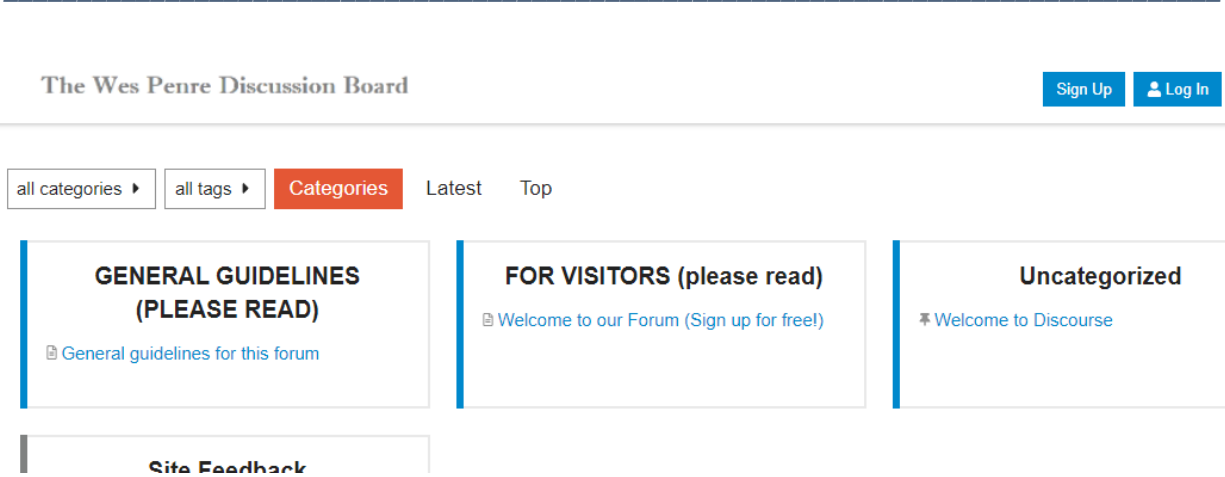 The Wes Penre Discussion Board
Sign Up
Log In
all categories
all tags
Categories
Latest
Top
GENERAL GUIDELINES
(PLEASE READ)
General guidelines for this forum
FOR VISITORS (please read)
Welcome to our Forum (Sign up for free!)
Uncategorized
Welcome to Discourse
Site Feedback